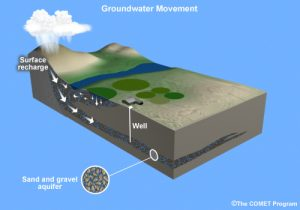 Groundwater Movement
Surface
recharge
Well
Sand and gravel
aquifer
©The COMET Program